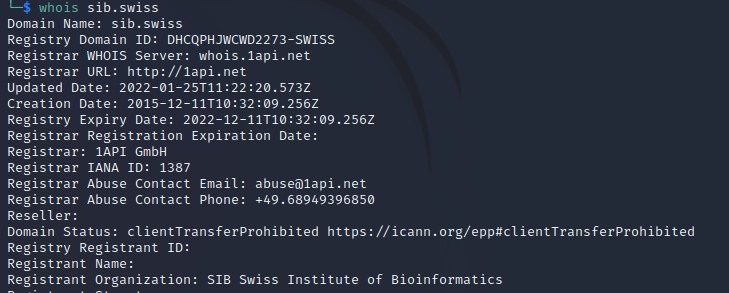 └─$ whois sib.swiss
Domain Name: sib.swiss
Registry Domain ID: DHCQPHJWCWD2273-SWISS
Registrar WHOIS Server: whois.1api.net
Registrar URL: http://1api.net
Updated Date: 2022-01-25T11:22:20.573Z
Creation Date: 2015-12-11T10:32:09.256Z
Registry Expiry Date: 2022-12-11T10:32:09.256Z
Registrar Registration Expiration Date:
Registrar: 1API GmbH
Registrar IANA ID: 1387
Registrar Abuse Contact Email: abuse@1api.net
Registrar Abuse Contact Phone: +49.68949396850
Reseller:
Domain Status: clientTransferProhibited https://icann.org/epp#clientTransferProhibited
Registry Registrant ID:
Registrant Name:
Registrant Organization: SIB Swiss Institute of Bioinformatics